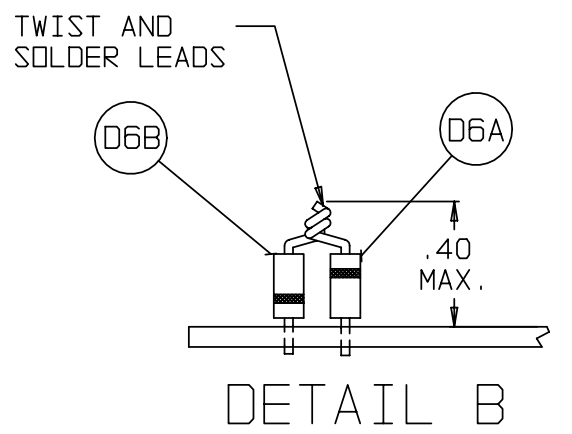 TWIST AND
SOLDER LEADS
D6B
D6A
.40
MAX.
DETAIL B